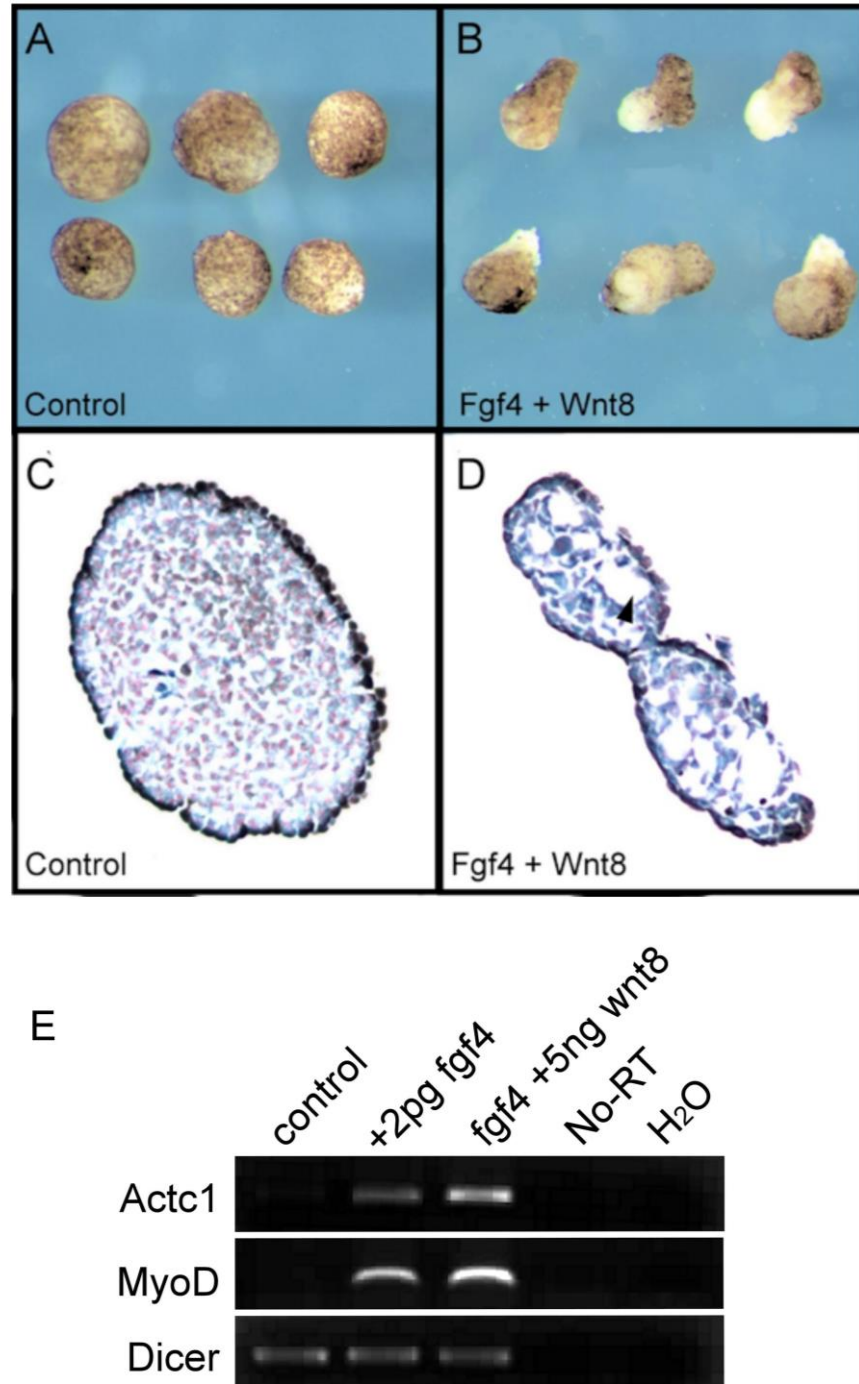 A
B
Control
Fgf4 + Wnt8
C
D
Control
Fgf4 + Wnt8
E
control
+2pg fgf4
fgf4 +5ng wnt8
No-RT
H₂O
Actc1
MyoD
Dicer